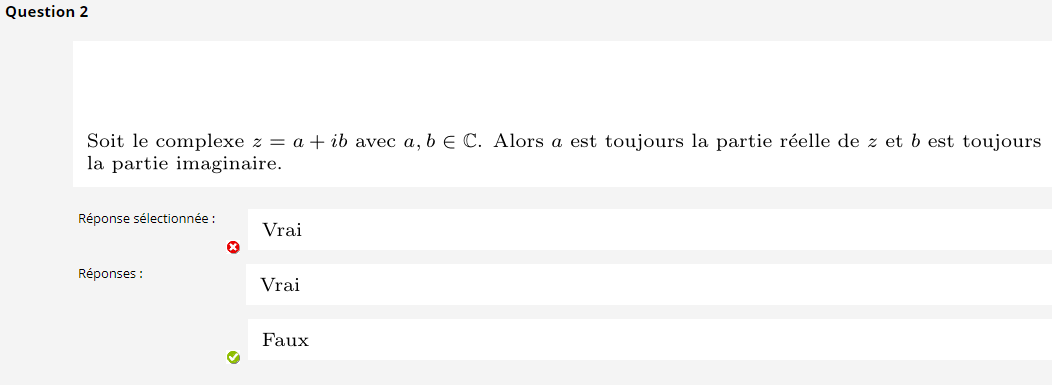 Question 2
Soit le complexe z = a + ib avec a, b ∈ ℂ. Alors a est toujours la partie réelle de z et b est toujours
la partie imaginaire.
Réponse sélectionnée :
Vrai
Réponses :
Vrai
Faux